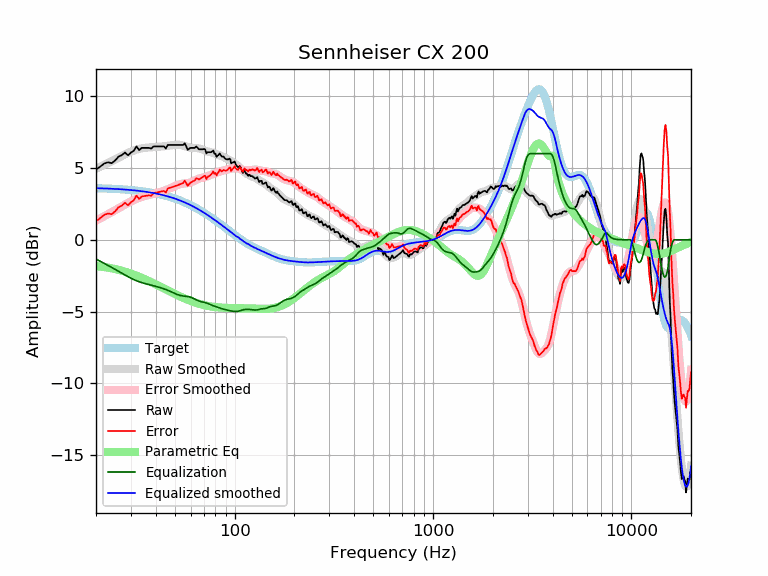 Sennheiser CX 200
Amplitude (dBr)
10
5
0
−5
−10
−15
Target
Raw Smoothed
Error Smoothed
Raw
Error
Parametric Eq
Equalization
Equalized smoothed
100
1000
10000
Frequency (Hz)